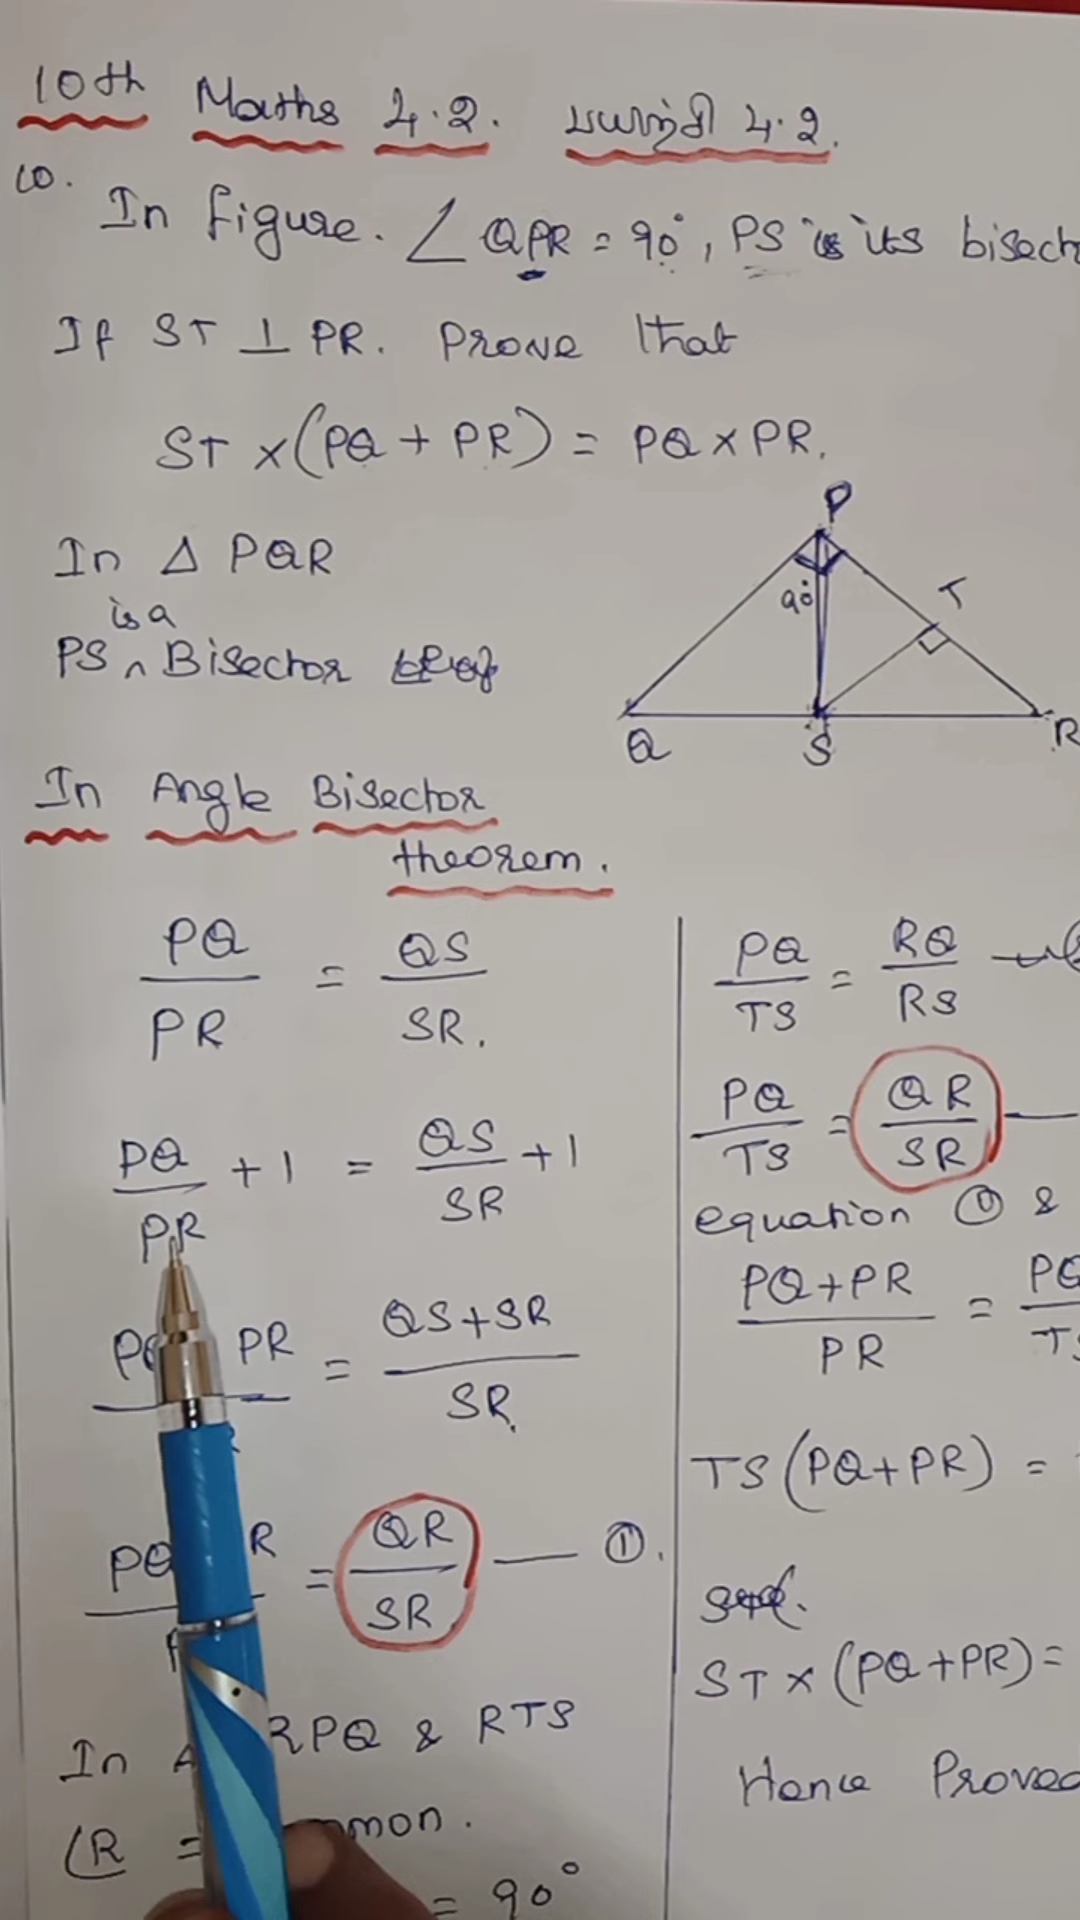 10th Maths 4.2. பயிற்சி 4.2.
10.
In figure. ∠QPR = 90°, PS is its
If ST ⊥ PR. Prove that
ST × (PQ + PR) = PQ × PR.
In Δ PQR
is a
PS ^ Bisector
P
90°
T
Q
S
R
In Angle Bisector
theorem.
PQ/PR = QS/SR.
PQ/PR + 1 = QS/SR + 1
PR = QS+SR/SR.
= QR/SR — ①.
In RPQ & RTS
∠R =
= 90°
PQ/TS = RQ/RS
PQ/TS = QR/SR —
equation ① &
PQ+PR/PR =
TS (PQ+PR) =
ST × (PQ+PR) =
Hence Proved